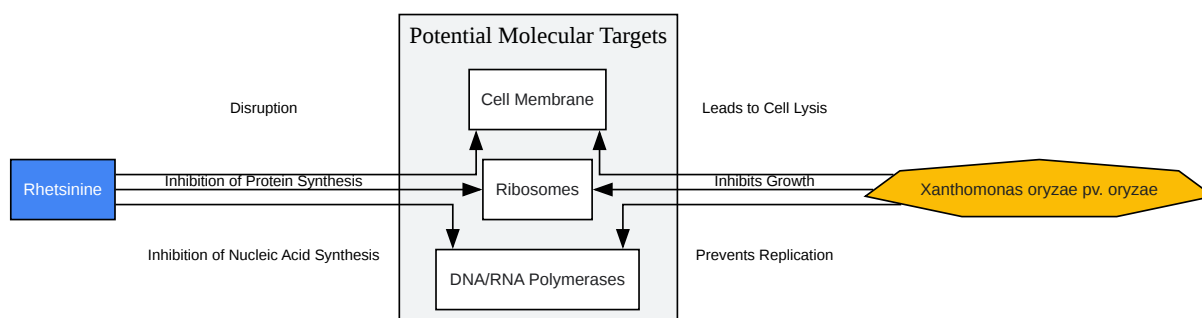 Potential Molecular Targets
Cell Membrane
Disruption
Leads to Cell Lysis
Rhetsinine
Inhibition of Protein Synthesis
Ribosomes
Inhibits Growth
Xanthomonas oryzae pv. oryzae
Inhibition of Nucleic Acid Synthesis
Prevents Replication
DNA/RNA Polymerases